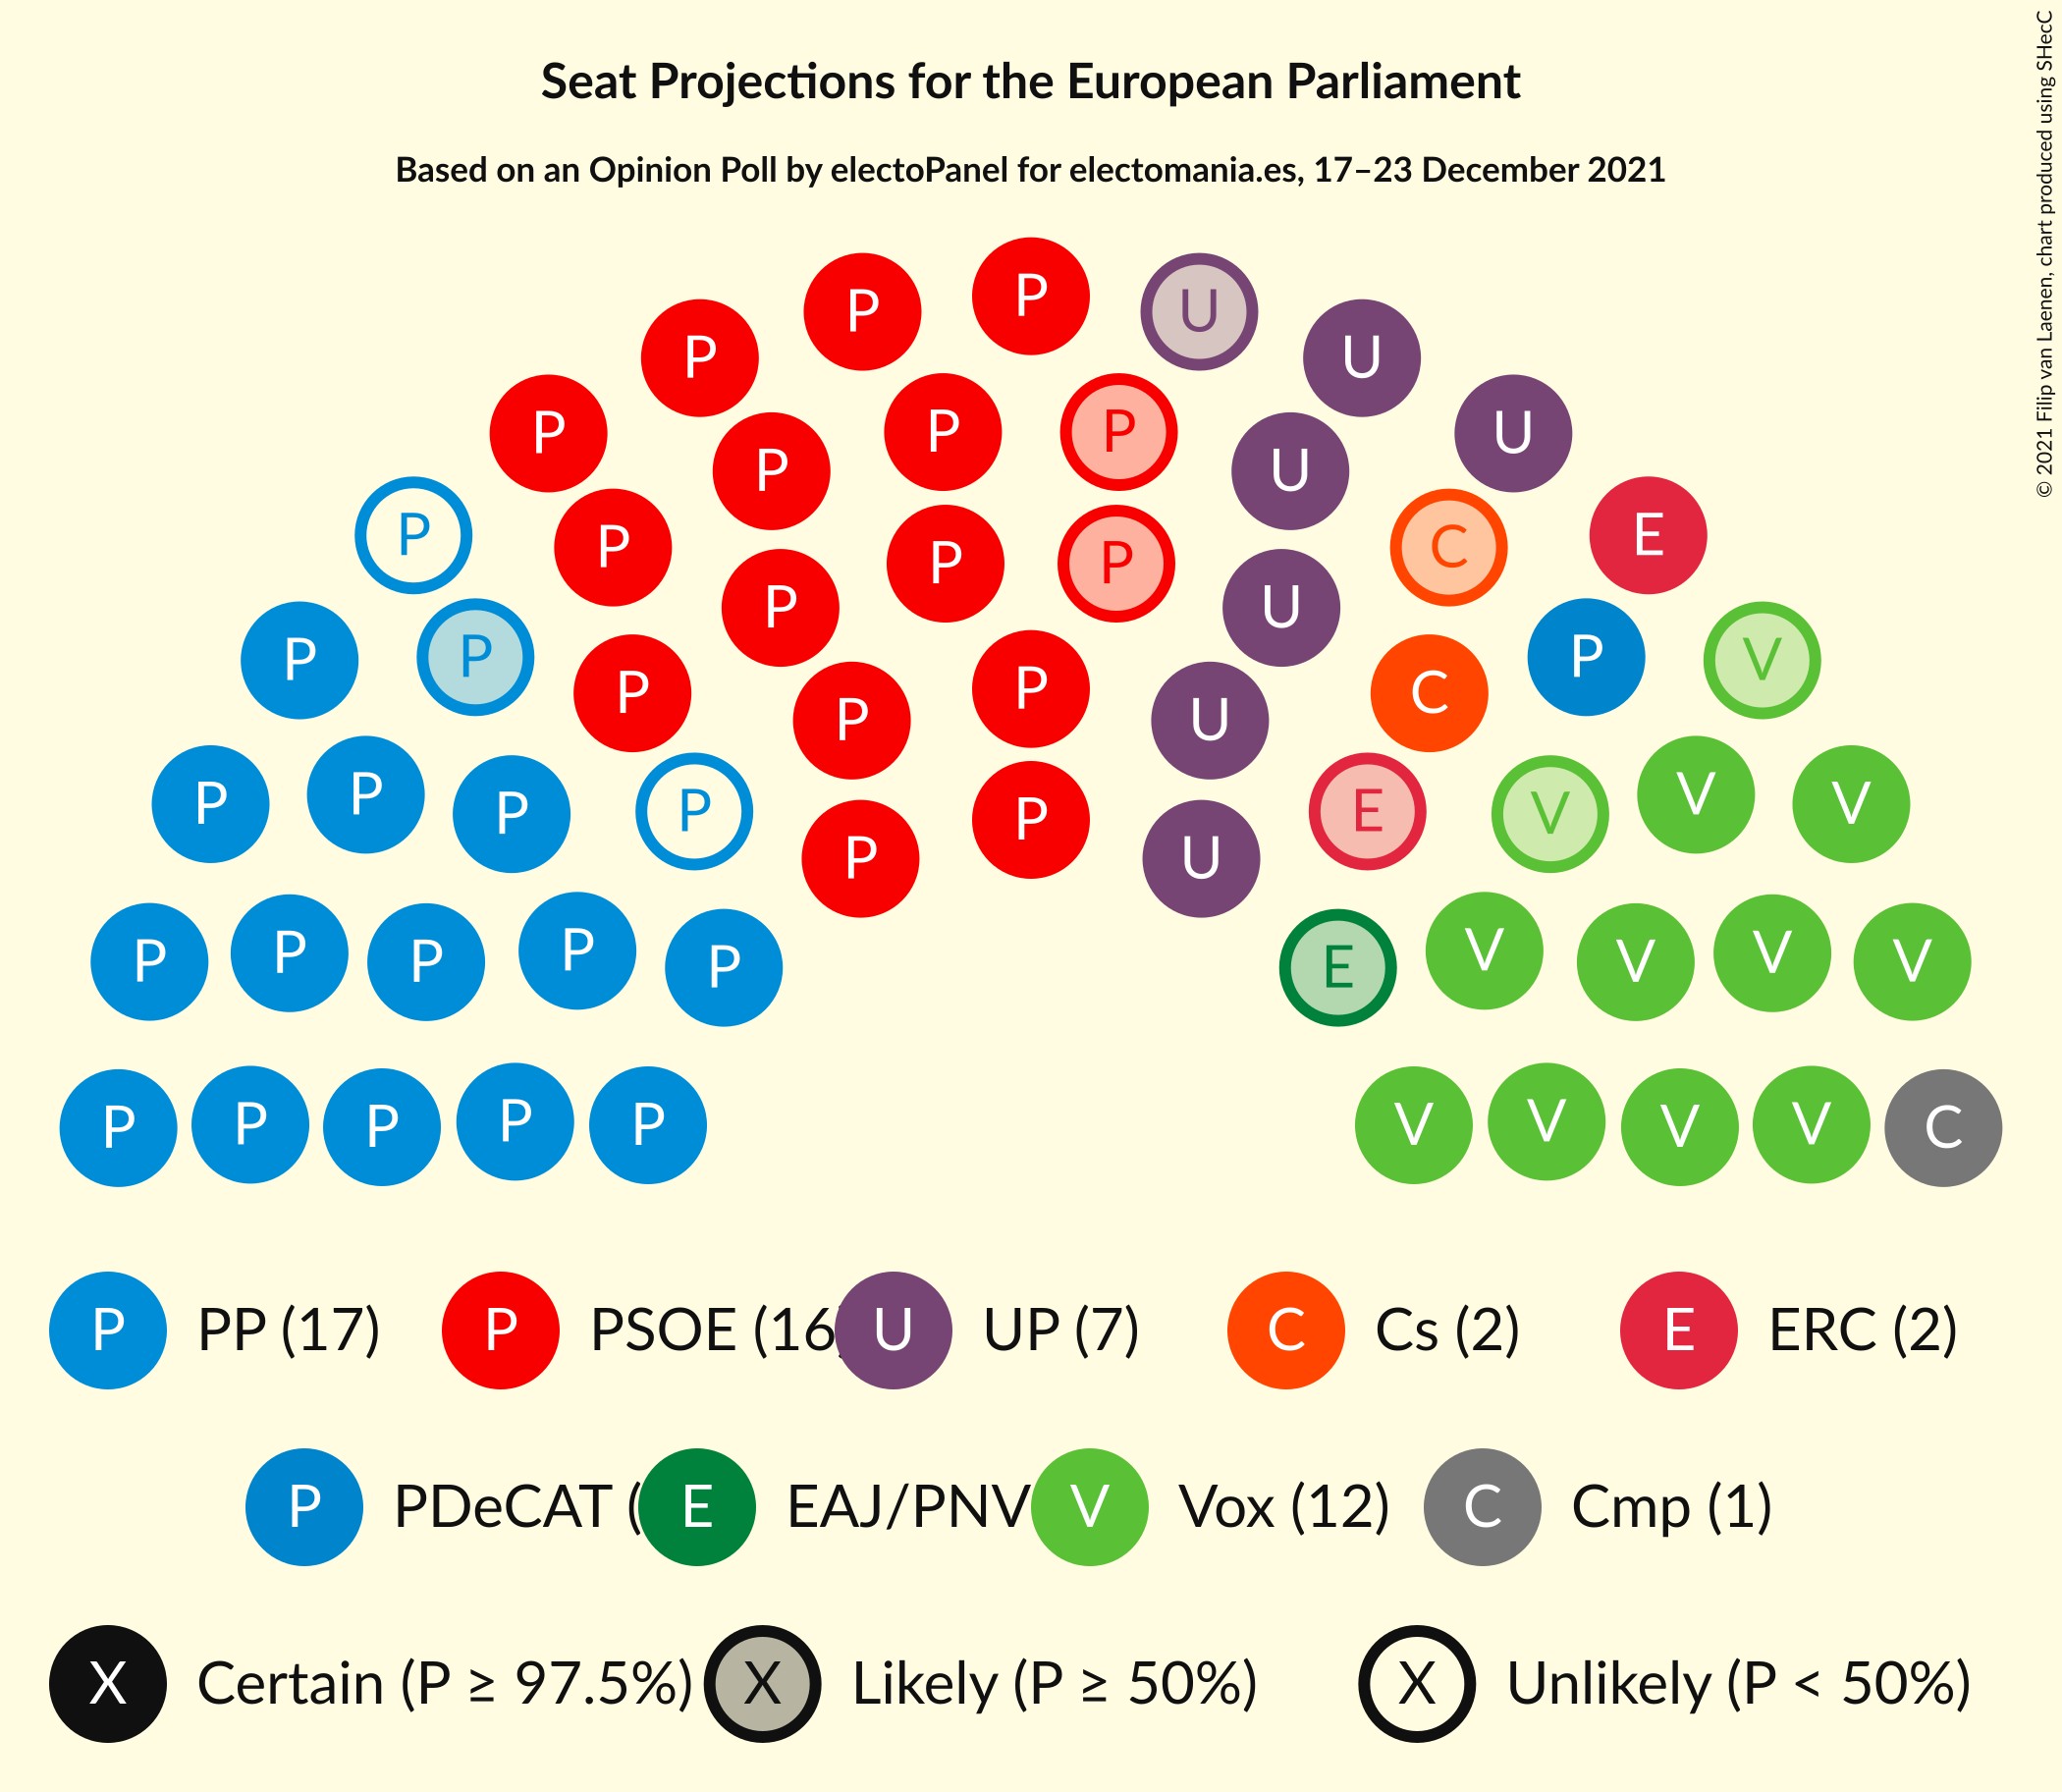 Seat Projections for the European Parliament
Based on an Opinion Poll by electoPanel for electomania.es, 17–23 December 2021
© 2021 Filip van Laenen, chart produced using SHecC
P P U
P U
P P P U
P U
P P P C E
P P U
P P P V
P C
P U
P P P P E V V V
P P U
P P P P P E V V V V
P P P P P V V V V C
P PP (17) P PSOE (16 U UP (7) C Cs (2) E ERC (2)
P PDeCAT ( E EAJ/PNV V Vox (12) C Cmp (1)
X Certain (P ≥ 97.5%) X Likely (P ≥ 50%) X Unlikely (P < 50%)